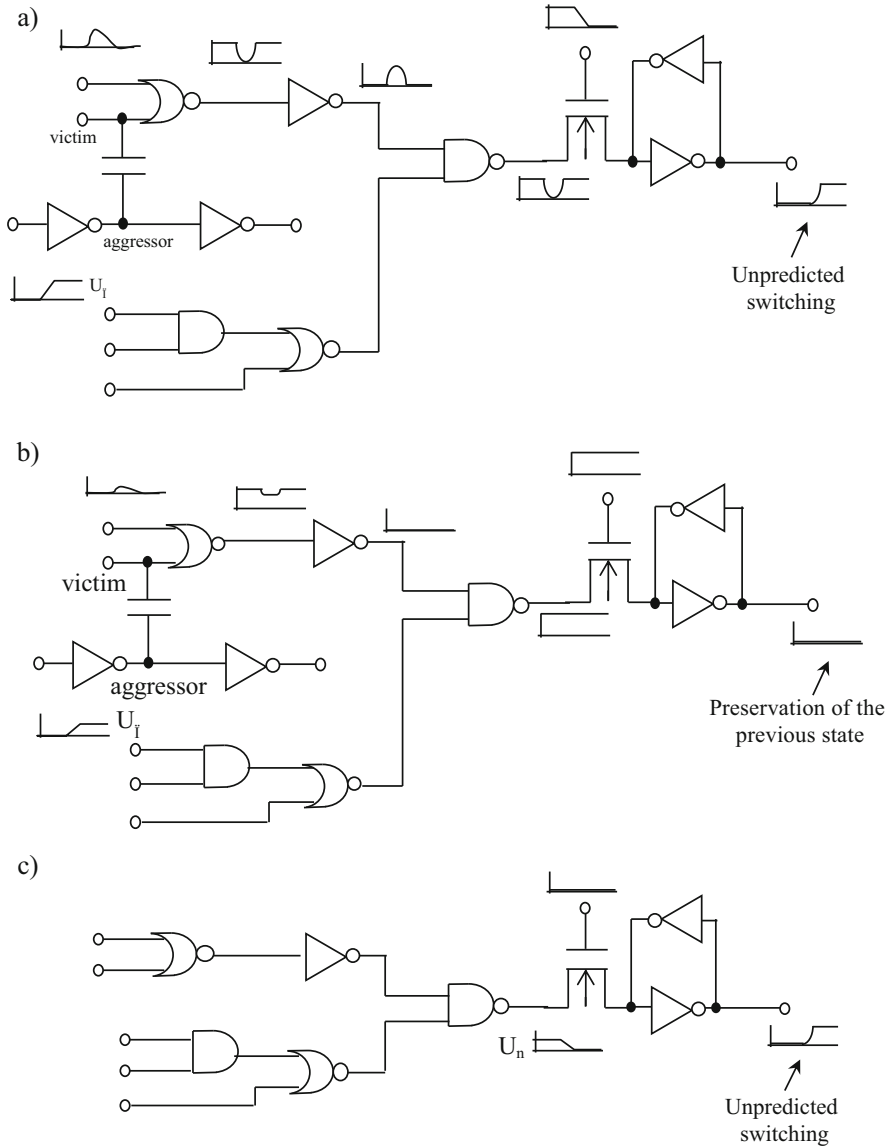 a)
victim
aggressor
U_Ï
Unpredicted
switching
b)
victim
aggressor
U_Ï
Preservation of the
previous state
c)
U_n
Unpredicted
switching